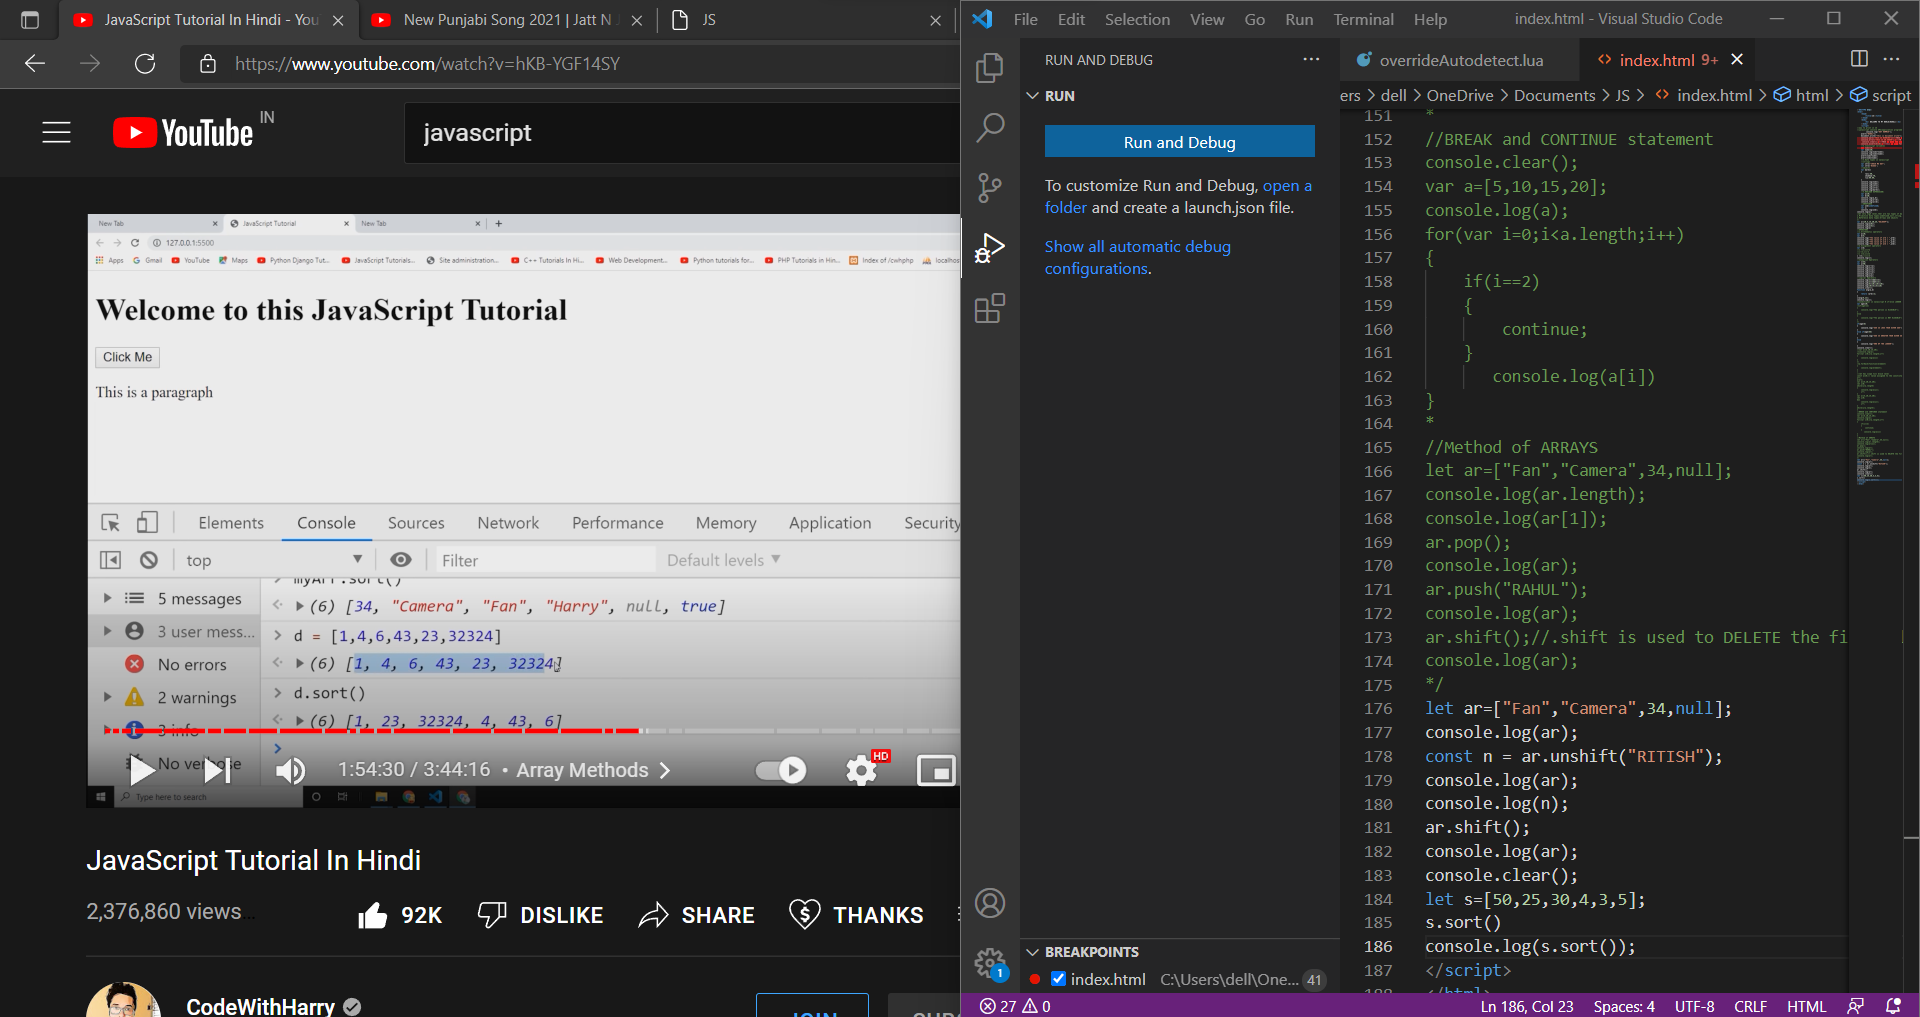 JavaScript Tutorial In Hindi - You
New Punjabi Song 2021 | Jatt N J
JS
https://www.youtube.com/watch?v=hKB-YGF14SY
YouTube IN
javascript
New Tab
JavaScript Tutorial
New Tab
127.0.0.1:5500
Apps
Gmail
YouTube
Maps
Python Django Tut...
JavaScript Tutorials...
Site administration...
C++ Tutorials In Hi...
Web Development...
Python tutorials for...
PHP Tutorials in Hin...
Index of /cwhphp
localhos
Welcome to this JavaScript Tutorial
Click Me
This is a paragraph
Elements Console Sources Network Performance Memory Application Security
top Filter Default levels
5 messages
3 user mess...
No errors
2 warnings
3 info
No verbose
myArr.sort()
(6) [34, "Camera", "Fan", "Harry", null, true]
d = [1,4,6,43,23,32324]
(6) [1, 4, 6, 43, 23, 32324]
d.sort()
(6) [1, 23, 32324, 4, 43, 6]
1:54:30 / 3:44:16 • Array Methods
HD
Type here to search
JavaScript Tutorial In Hindi
2,376,860 views...
92K DISLIKE SHARE THANKS
CodeWithHarry
JOIN
File Edit Selection View Go Run Terminal Help
index.html - Visual Studio Code
RUN AND DEBUG
RUN
Run and Debug
To customize Run and Debug, open a
folder and create a launch.json file.
Show all automatic debug
configurations.
BREAKPOINTS
index.html C:\Users\dell\One... 41
1
overrideAutodetect.lua
index.html 9+
ers > dell > OneDrive > Documents > JS > index.html > html > script
151 *
152 //BREAK and CONTINUE statement
153 console.clear();
154 var a=[5,10,15,20];
155 console.log(a);
156 for(var i=0;i<a.length;i++)
157 {
158 if(i==2)
159 {
160 continue;
161 }
162 console.log(a[i])
163 }
164 *
165 //Method of ARRAYS
166 let ar=["Fan","Camera",34,null];
167 console.log(ar.length);
168 console.log(ar[1]);
169 ar.pop();
170 console.log(ar);
171 ar.push("RAHUL");
172 console.log(ar);
173 ar.shift();//.shift is used to DELETE the fi
174 console.log(ar);
175 */
176 let ar=["Fan","Camera",34,null];
177 console.log(ar);
178 const n = ar.unshift("RITISH");
179 console.log(ar);
180 console.log(n);
181 ar.shift();
182 console.log(ar);
183 console.clear();
184 let s=[50,25,30,4,3,5];
185 s.sort()
186 console.log(s.sort());
187 </script>
188 </html>
27 0
Ln 186, Col 23 Spaces: 4 UTF-8 CRLF HTML